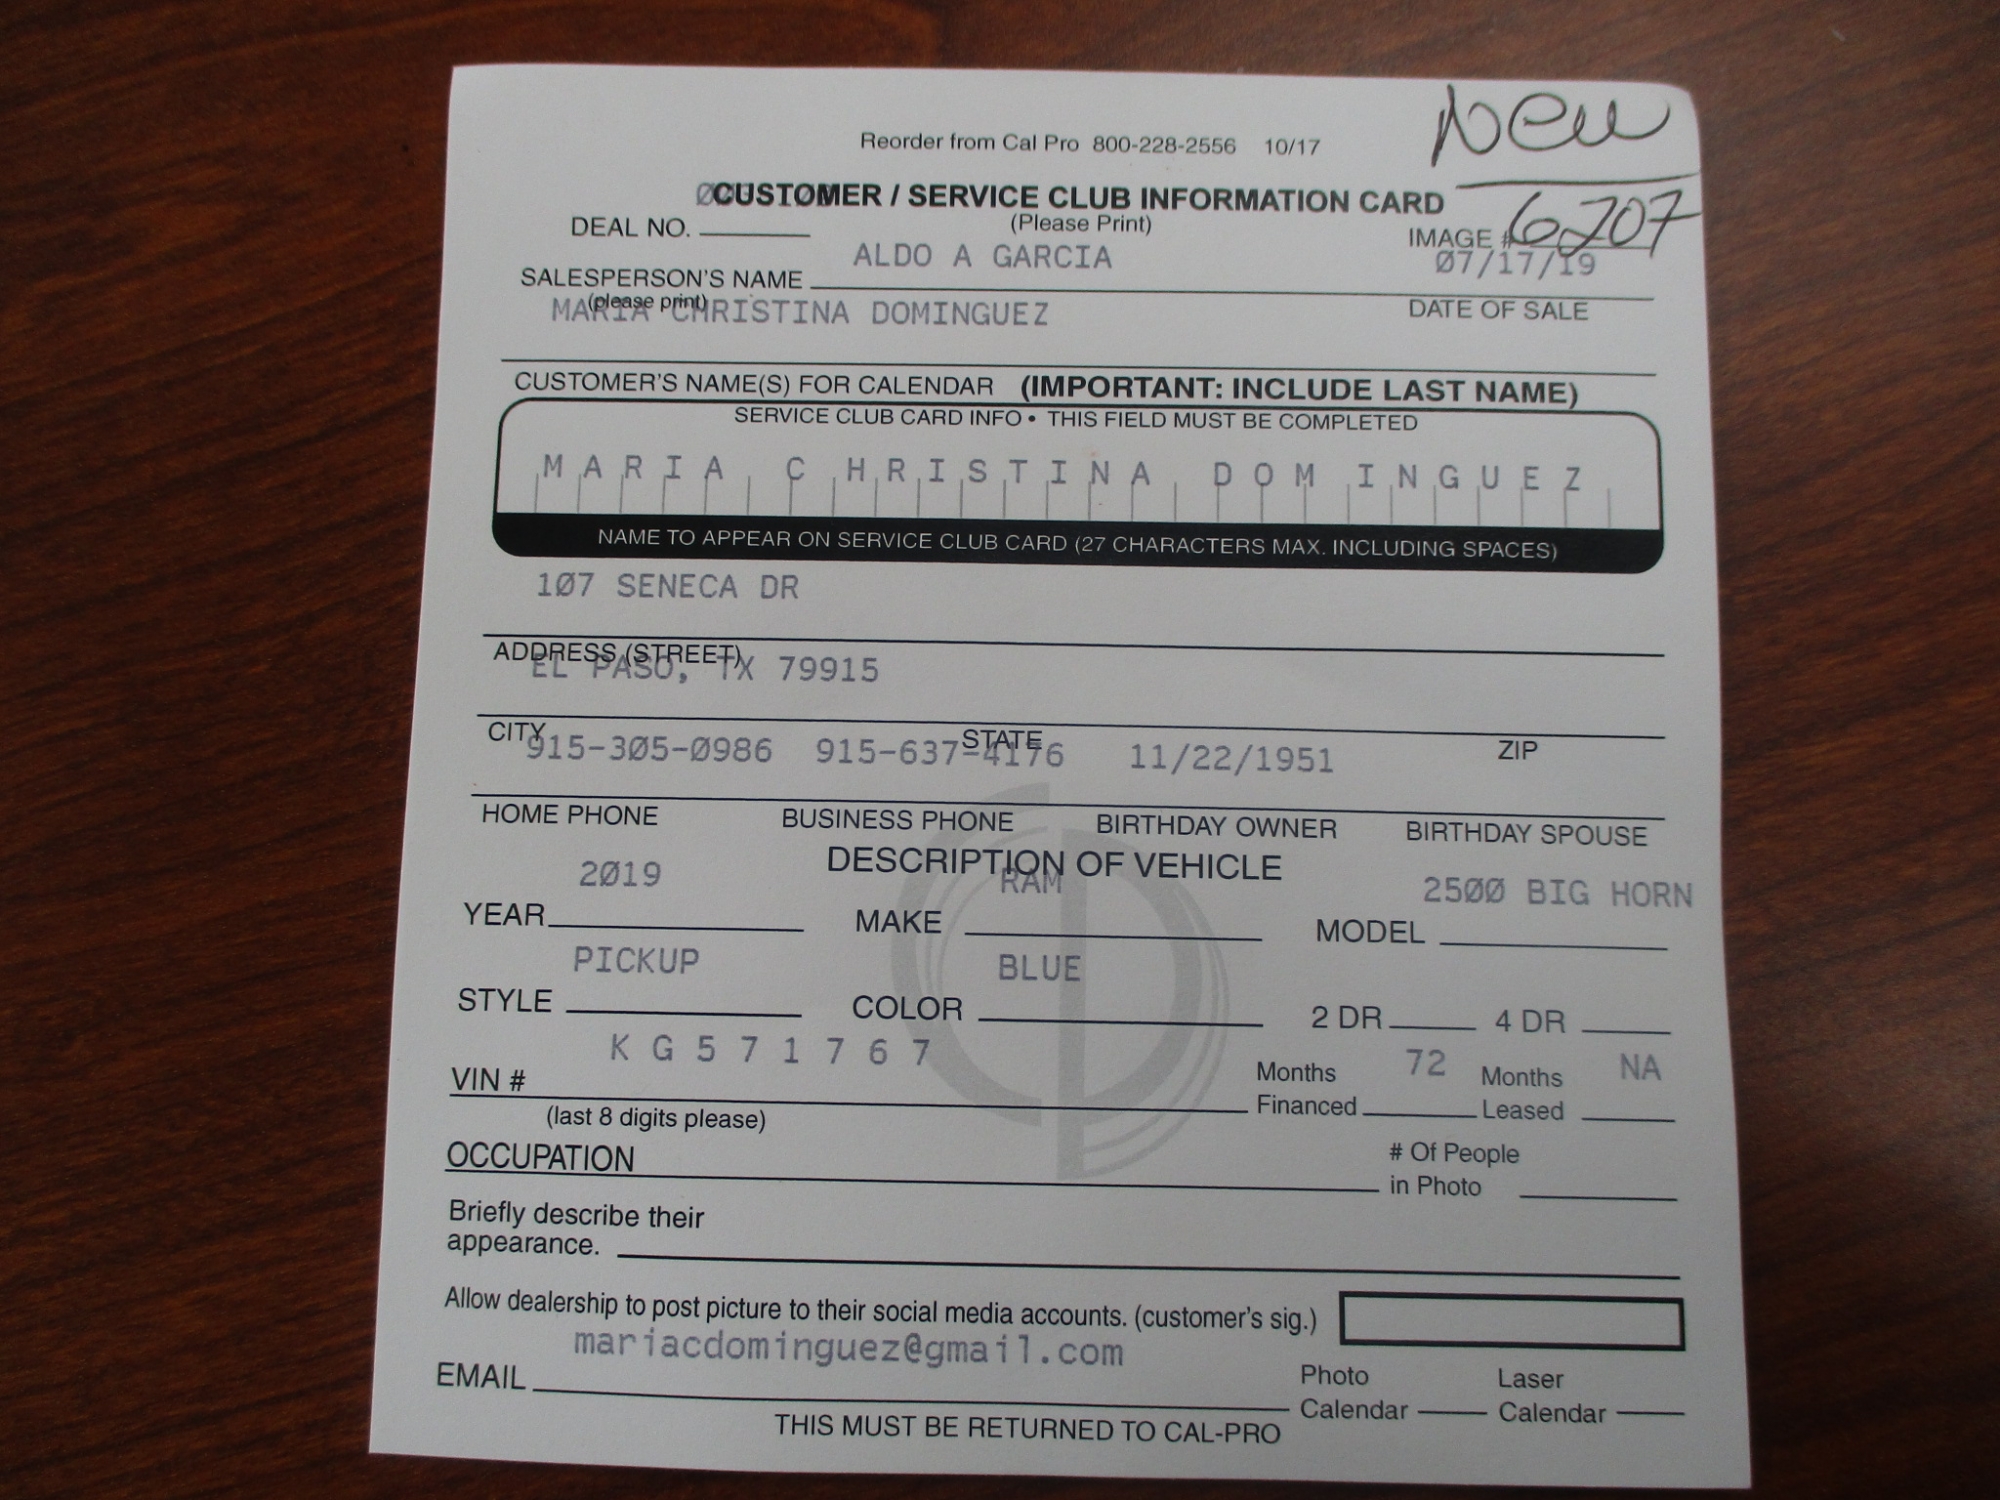 New
Reorder from Cal Pro 800-228-2556 10/17
CUSTOMER / SERVICE CLUB INFORMATION CARD
(Please Print)
DEAL NO.
IMAGE # 6207
ALDO A GARCIA
07/17/19
SALESPERSON'S NAME
(please print)
DATE OF SALE
MARIA CHRISTINA DOMINGUEZ
CUSTOMER'S NAME(S) FOR CALENDAR (IMPORTANT: INCLUDE LAST NAME)
SERVICE CLUB CARD INFO • THIS FIELD MUST BE COMPLETED
MARIA CHRISTINA DOMINGUEZ
NAME TO APPEAR ON SERVICE CLUB CARD (27 CHARACTERS MAX. INCLUDING SPACES)
107 SENECA DR
ADDRESS (STREET)
EL PASO, TX 79915
CITY STATE ZIP
915-305-0986 915-637-4176 11/22/1951
HOME PHONE BUSINESS PHONE BIRTHDAY OWNER BIRTHDAY SPOUSE
DESCRIPTION OF VEHICLE
2019 RAM 2500 BIG HORN
YEAR MAKE MODEL
PICKUP BLUE
STYLE COLOR 2 DR 4 DR
K G 5 7 1 7 6 7
VIN #
(last 8 digits please)
Months Financed 72 Months Leased NA
OCCUPATION
# Of People in Photo
Briefly describe their
appearance.
Allow dealership to post picture to their social media accounts. (customer's sig.)
mariacdominguez@gmail.com
EMAIL
Photo Calendar Laser Calendar
THIS MUST BE RETURNED TO CAL-PRO